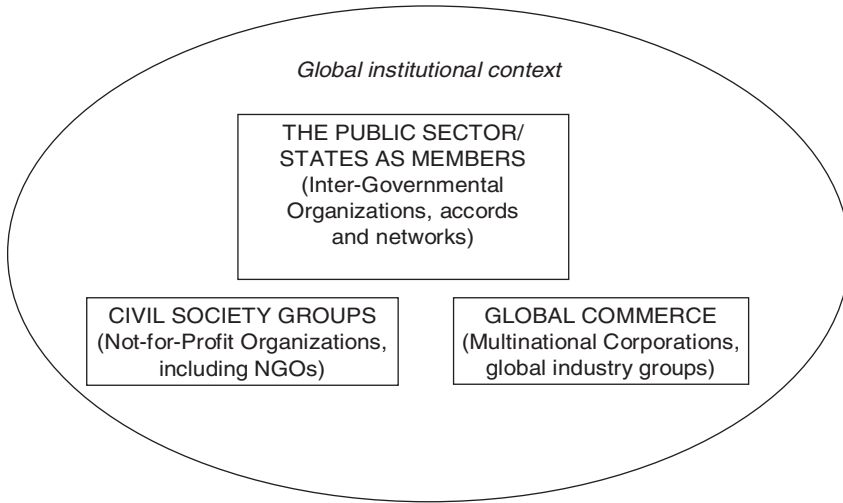 Global institutional context
THE PUBLIC SECTOR/
STATES AS MEMBERS
(Inter-Governmental
Organizations, accords
and networks)
CIVIL SOCIETY GROUPS
(Not-for-Profit Organizations,
including NGOs)
GLOBAL COMMERCE
(Multinational Corporations,
global industry groups)